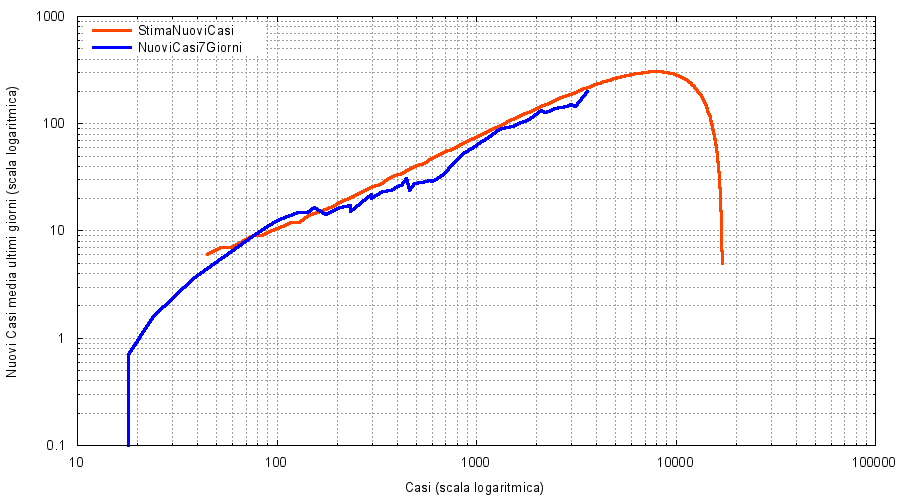 1000
100
10
1
0.1
StimaNuoviCasi
NuoviCasi7Giorni
Nuovi Casi media ultimi giorni (scala logaritmica)
10 100 1000 10000 100000
Casi (scala logaritmica)